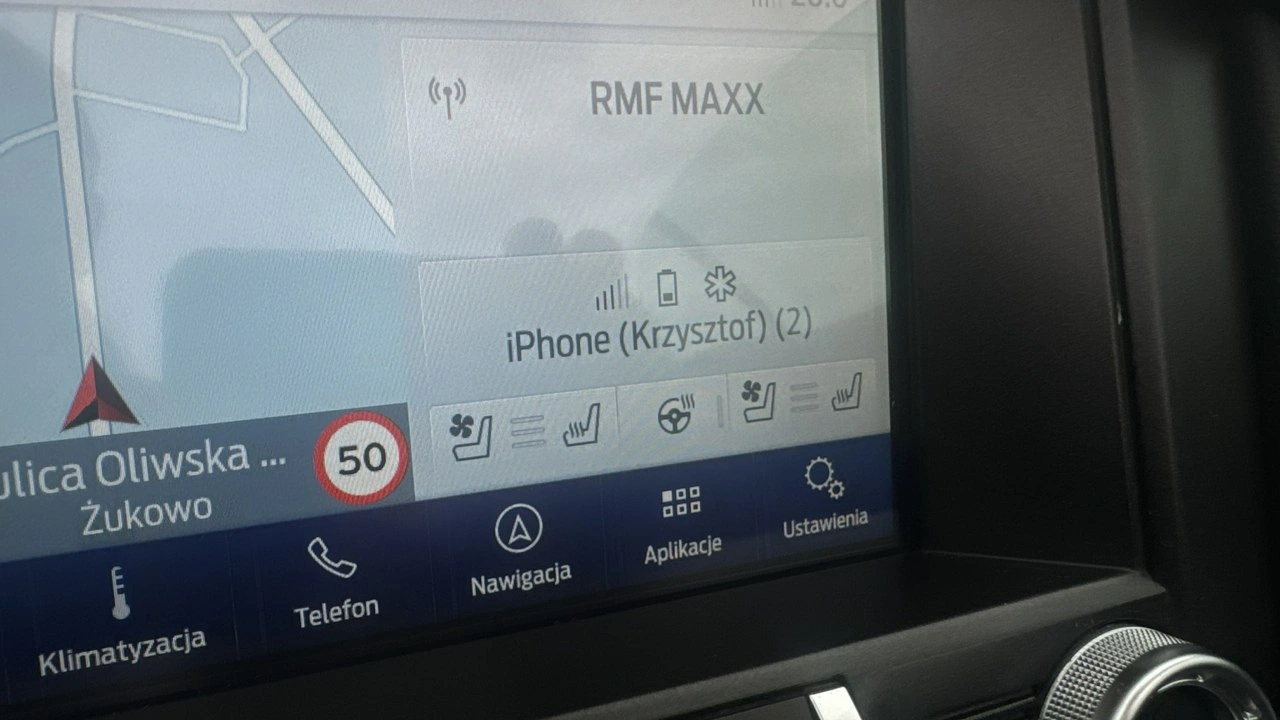 RMF MAXX
iPhone (Krzysztof) (2)
ulica Oliwska ...
50
Żukowo
Klimatyzacja
Telefon
Nawigacja
Aplikacje
Ustawienia